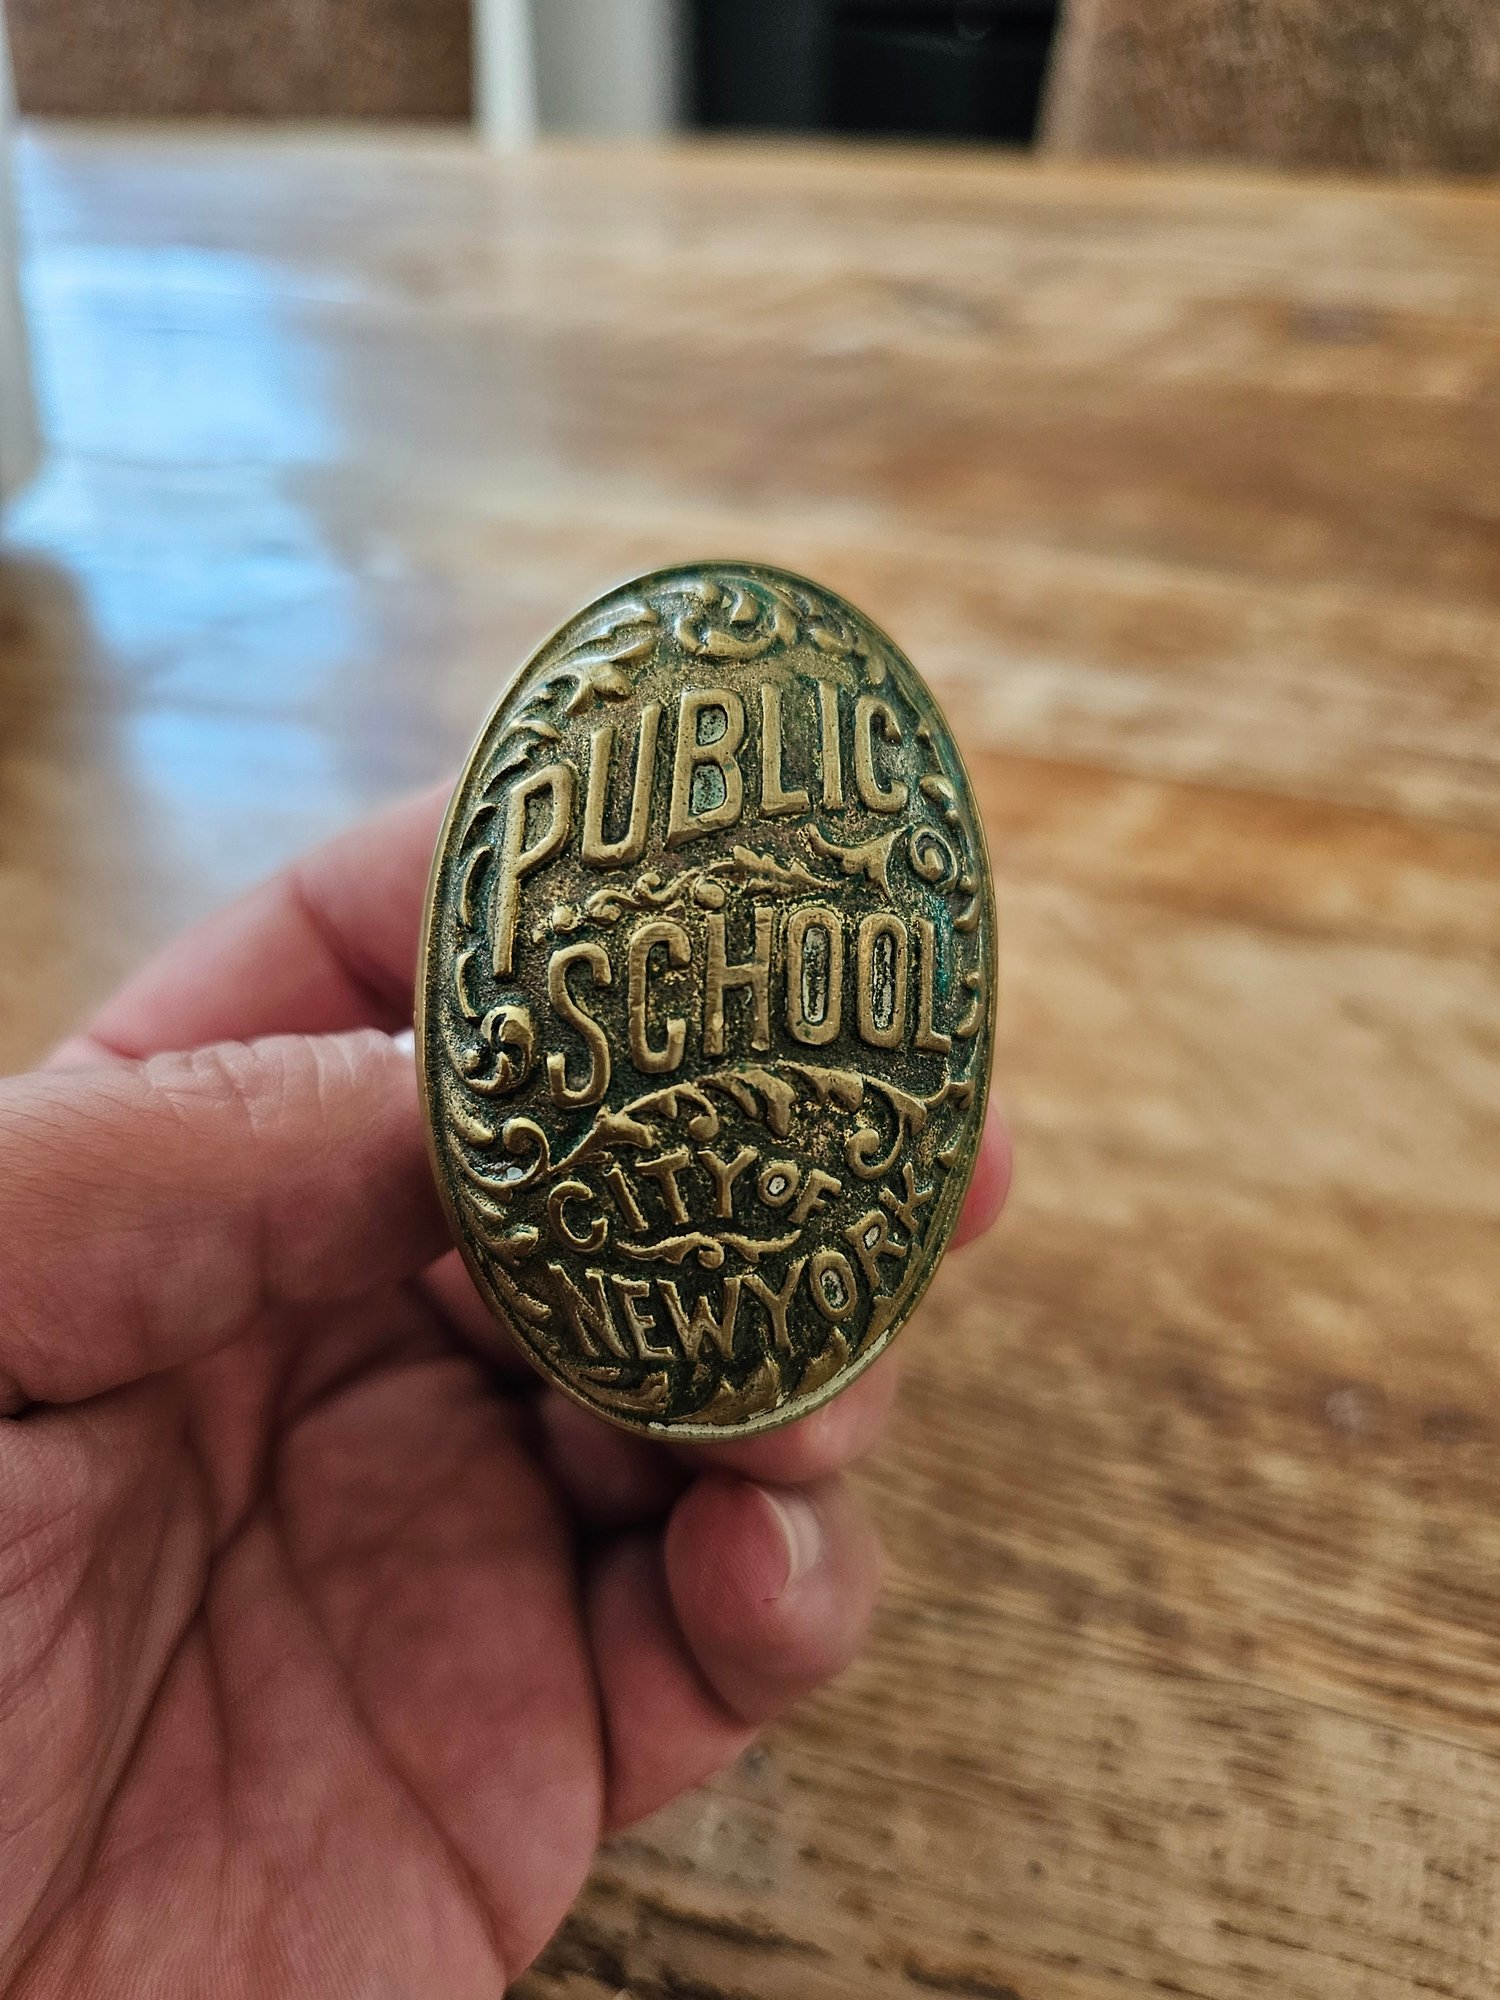 PUBLIC
SCHOOL
CITY OF
NEW YORK